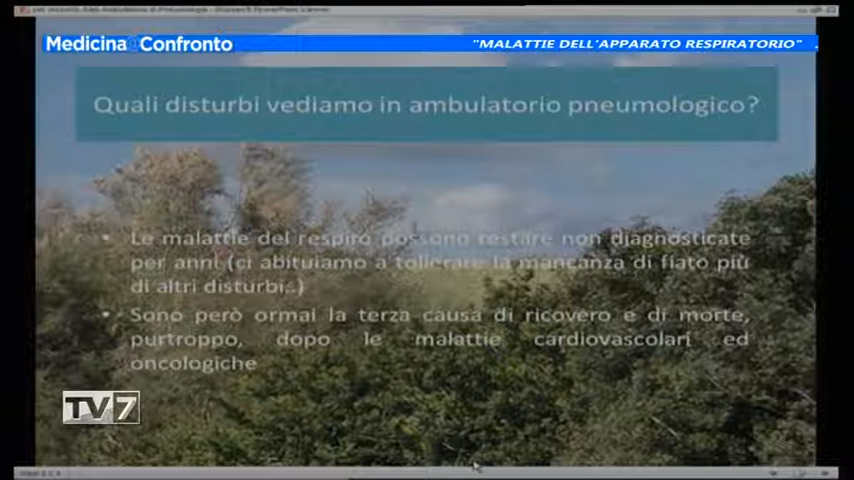 Medicina@Confronto
"MALATTIE DELL'APPARATO RESPIRATORIO"
Quali disturbi vediamo in ambulatorio pneumologico?
• Le malattie del respiro possono restare non diagnosticate
per anni (ci abituiamo a tollerare la mancanza di fiato più
di altri disturbi..)
• Sono però ormai la terza causa di ricovero e di morte,
purtroppo, dopo le malattie cardiovascolari ed
oncologiche
TV7